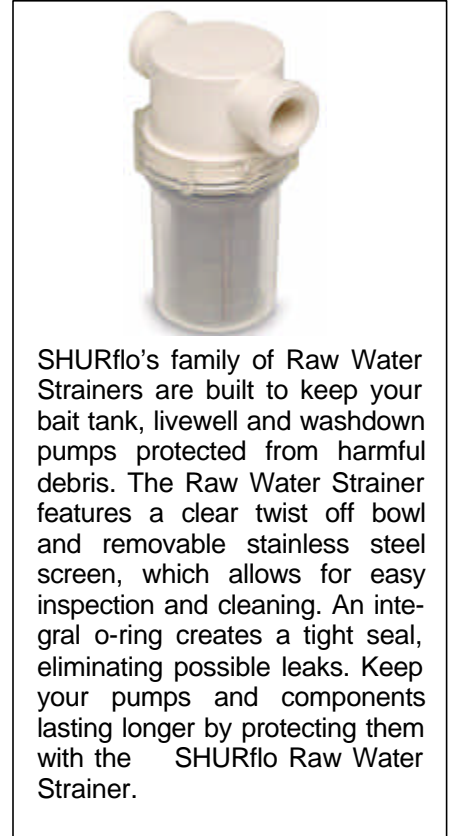 SHURflo’s family of Raw Water
Strainers are built to keep your
bait tank, livewell and washdown
pumps protected from harmful
debris. The Raw Water Strainer
features a clear twist off bowl
and removable stainless steel
screen, which allows for easy
inspection and cleaning. An inte-
gral o-ring creates a tight seal,
eliminating possible leaks. Keep
your pumps and components
lasting longer by protecting them
with the SHURflo Raw Water
Strainer.